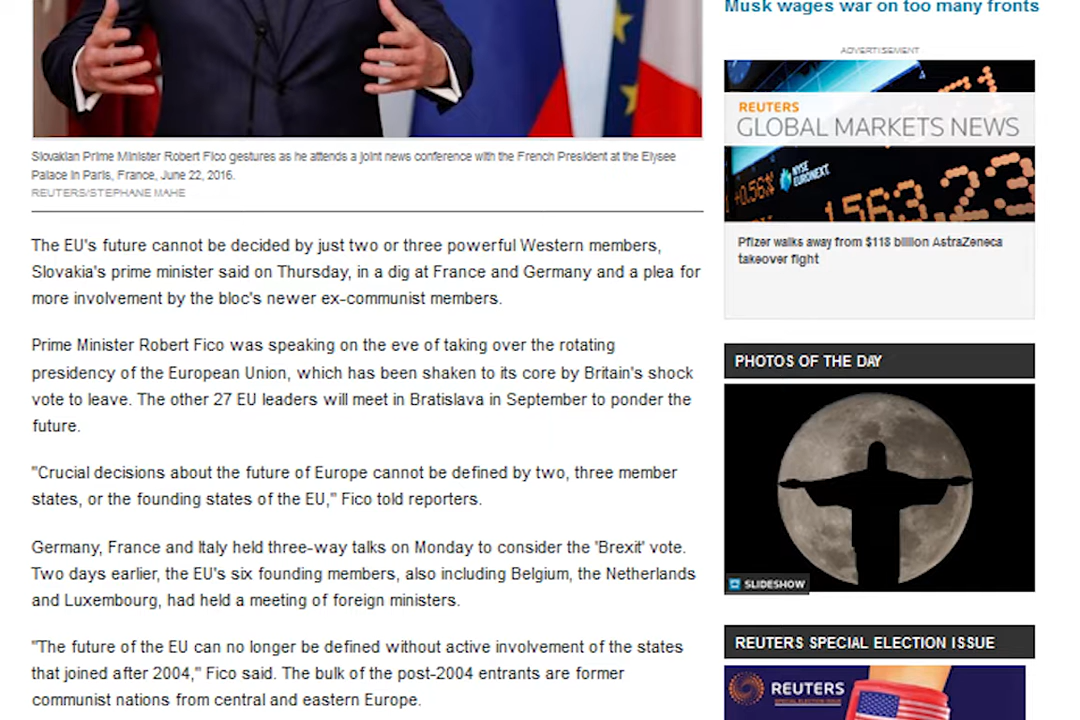 Musk wages war on too many fronts
ADVERTISEMENT
REUTERS
GLOBAL MARKETS NEWS
+0.56%
NYSE
EURONEXT
1563.23
Pfizer walks away from $118 billion AstraZeneca
takeover fight
Slovakian Prime Minister Robert Fico gestures as he attends a joint news conference with the French President at the Elysee
Palace in Paris, France, June 22, 2016.
REUTERS/STEPHANE MAHE
The EU's future cannot be decided by just two or three powerful Western members,
Slovakia's prime minister said on Thursday, in a dig at France and Germany and a plea for
more involvement by the bloc's newer ex-communist members.
Prime Minister Robert Fico was speaking on the eve of taking over the rotating
presidency of the European Union, which has been shaken to its core by Britain's shock
vote to leave. The other 27 EU leaders will meet in Bratislava in September to ponder the
future.
"Crucial decisions about the future of Europe cannot be defined by two, three member
states, or the founding states of the EU," Fico told reporters.
Germany, France and Italy held three-way talks on Monday to consider the 'Brexit' vote.
Two days earlier, the EU's six founding members, also including Belgium, the Netherlands
and Luxembourg, had held a meeting of foreign ministers.
"The future of the EU can no longer be defined without active involvement of the states
that joined after 2004," Fico said. The bulk of the post-2004 entrants are former
communist nations from central and eastern Europe.
PHOTOS OF THE DAY
SLIDESHOW
REUTERS SPECIAL ELECTION ISSUE
REUTERS
SPECIAL ELECTION ISSUE